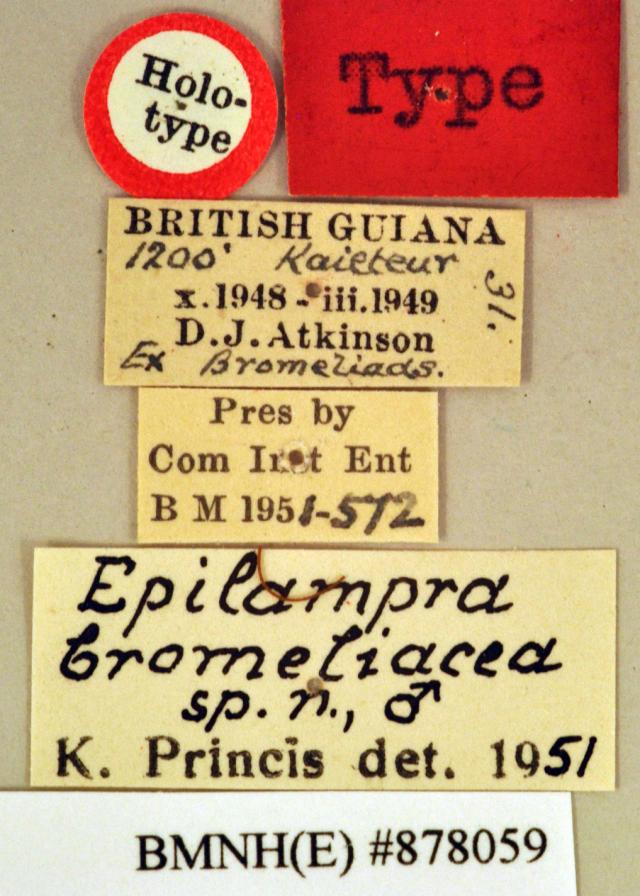 Holo-
type
Type
BRITISH GUIANA
1200' Kaieteur
x.1948 - iii.1949
31.
D.J. Atkinson
Ex Bromeliads.
Pres by
Com Inst Ent
B M 1951-572
Epilampra
bromeliacea
sp. n., ♂
K. Princis det. 1951
BMNH(E) #878059